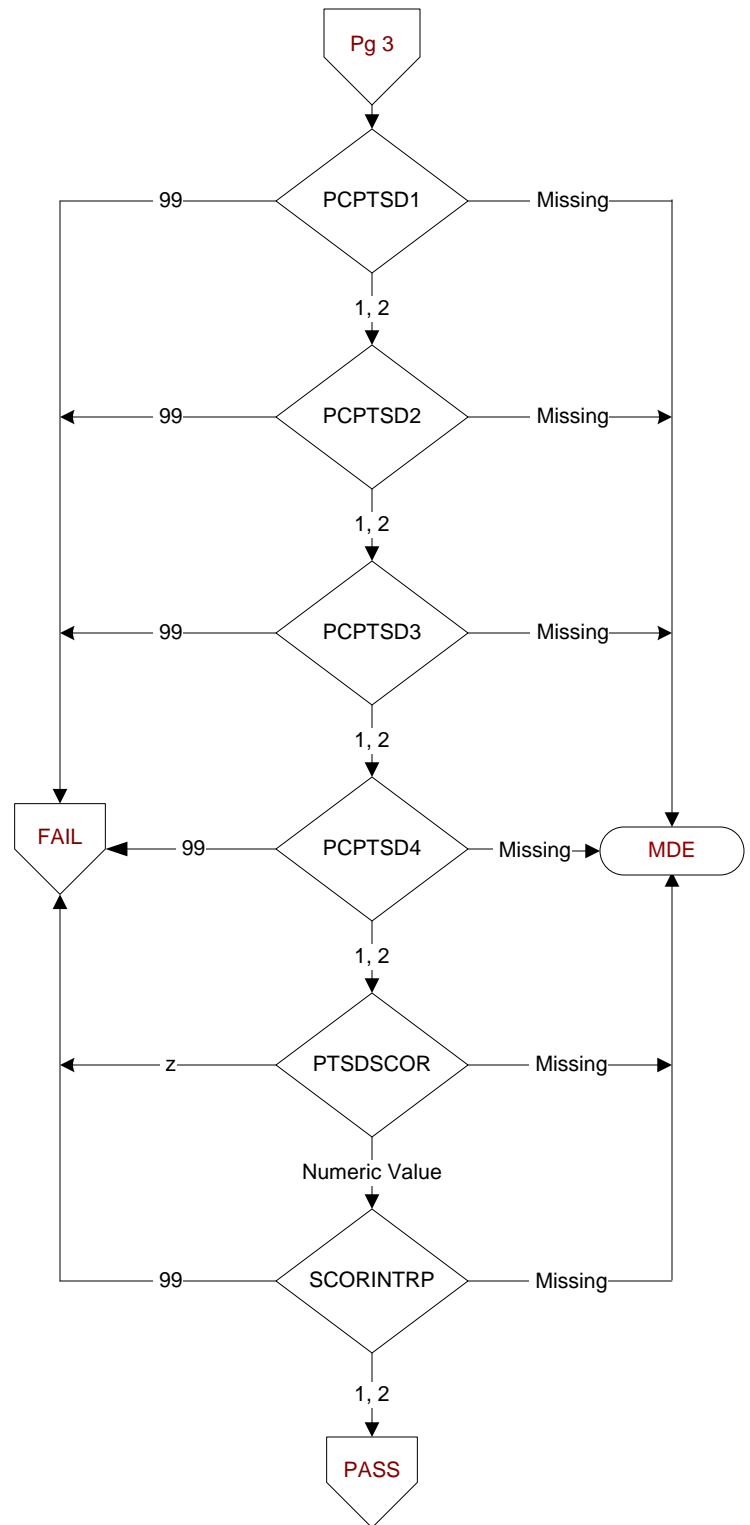 Pg 3
99 PCPTSD1 Missing
1, 2
99 PCPTSD2 Missing
1, 2
99 PCPTSD3 Missing
1, 2
FAIL 99 PCPTSD4 Missing MDE
1, 2
z PTSDSCOR Missing
Numeric Value
99 SCORINTRP Missing
1, 2
PASS